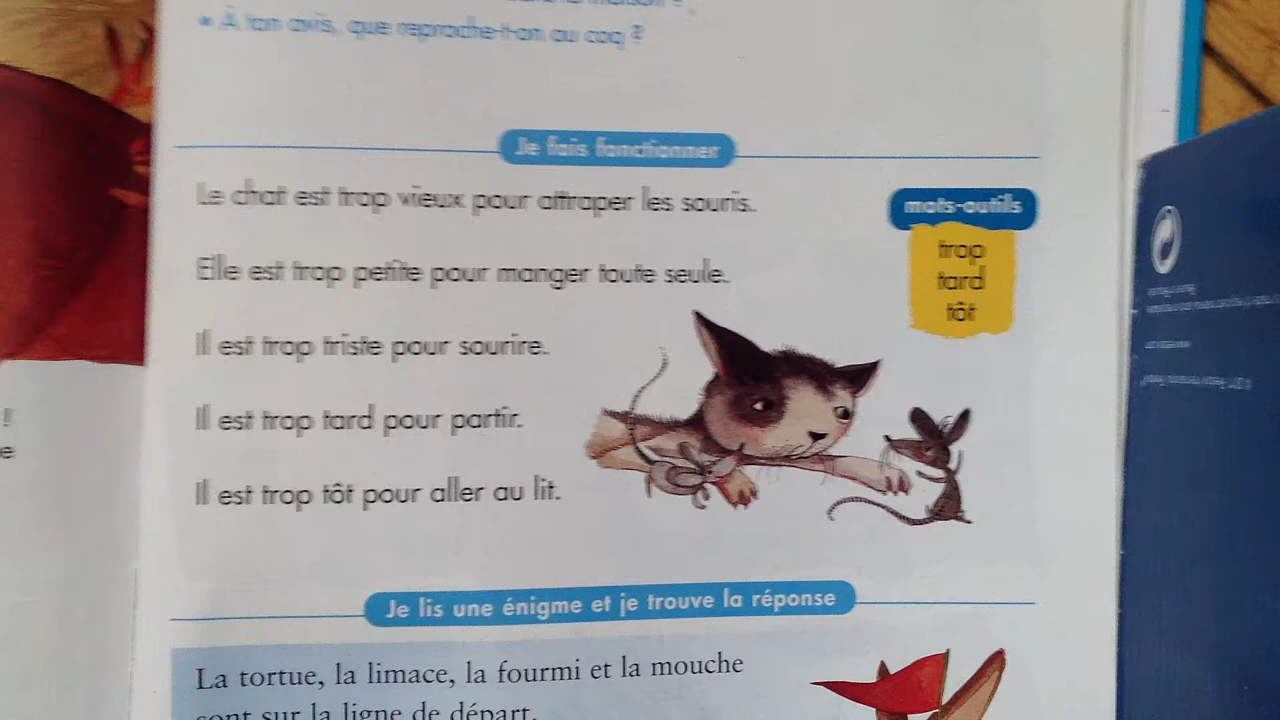 • À ton avis, que reproche-t-on au coq ?
Je fais fonctionner
Le chat est trop vieux pour attraper les souris.
Elle est trop petite pour manger toute seule.
Il est trop triste pour sourire.
Il est trop tard pour partir.
Il est trop tôt pour aller au lit.
mots-outils
trop
tard
tôt
Je lis une énigme et je trouve la réponse
La tortue, la limace, la fourmi et la mouche
sont sur la ligne de départ.
!
e